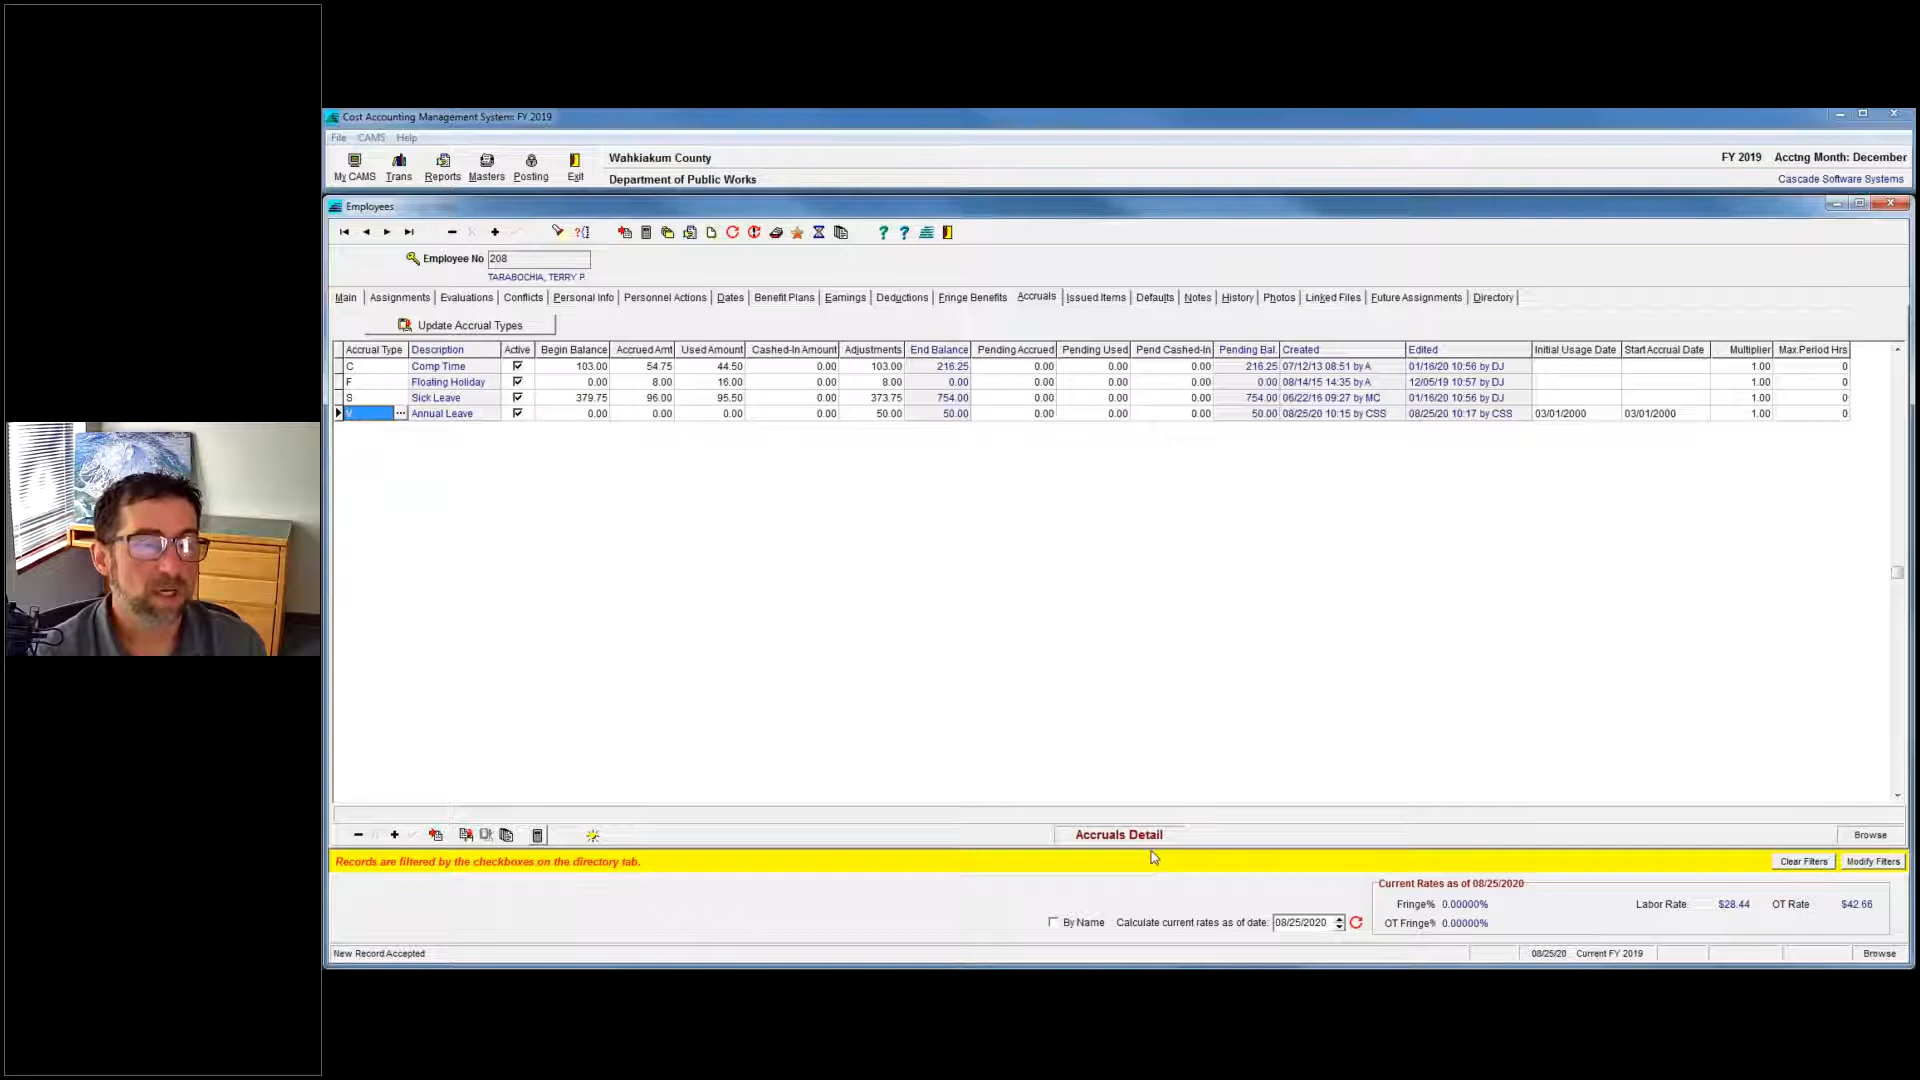 Cost Accounting Management System: FY 2019
File CAMS Help
My CAMS Trans Reports Masters Posting Exit
Wahkiakum County
Department of Public Works
FY 2019 Acctng Month: December
Cascade Software Systems
Employees
Employee No 208
TARABOCHIA, TERRY P.
Main Assignments Evaluations Conflicts Personal Info Personnel Actions Dates Benefit Plans Earnings Deductions Fringe Benefits Accruals Issued Items Defaults Notes History Photos Linked Files Future Assignments Directory
Update Accrual Types
Accrual Type Description Active Begin Balance Accrued Amt Used Amount Cashed-In Amount Adjustments End Balance Pending Accrued Pending Used Pend Cashed-In Pending Bal. Created Edited Initial Usage Date Start Accrual Date Multiplier Max Period Hrs
C Comp Time 103.00 54.75 44.50 0.00 103.00 216.25 0.00 0.00 0.00 216.25 07/12/13 08:51 by A 01/16/20 10:56 by DJ 1.00 0
F Floating Holiday 0.00 8.00 16.00 0.00 8.00 0.00 0.00 0.00 0.00 0.00 08/14/15 14:35 by A 12/05/19 10:57 by DJ 1.00 0
S Sick Leave 379.75 96.00 95.50 0.00 373.75 754.00 0.00 0.00 0.00 754.00 06/22/16 09:27 by MC 01/16/20 10:56 by DJ 1.00 0
V ... Annual Leave 0.00 0.00 0.00 0.00 50.00 50.00 0.00 0.00 0.00 50.00 08/25/20 10:15 by CSS 08/25/20 10:17 by CSS 03/01/2000 03/01/2000 1.00 0
Accruals Detail
Browse
Records are filtered by the checkboxes on the directory tab.
Clear Filters Modify Filters
Current Rates as of 08/25/2020
Fringe% 0.00000% Labor Rate $28.44 OT Rate $42.66
By Name Calculate current rates as of date: 08/25/2020
OT Fringe% 0.00000%
New Record Accepted
08/25/20 Current FY 2019 Browse